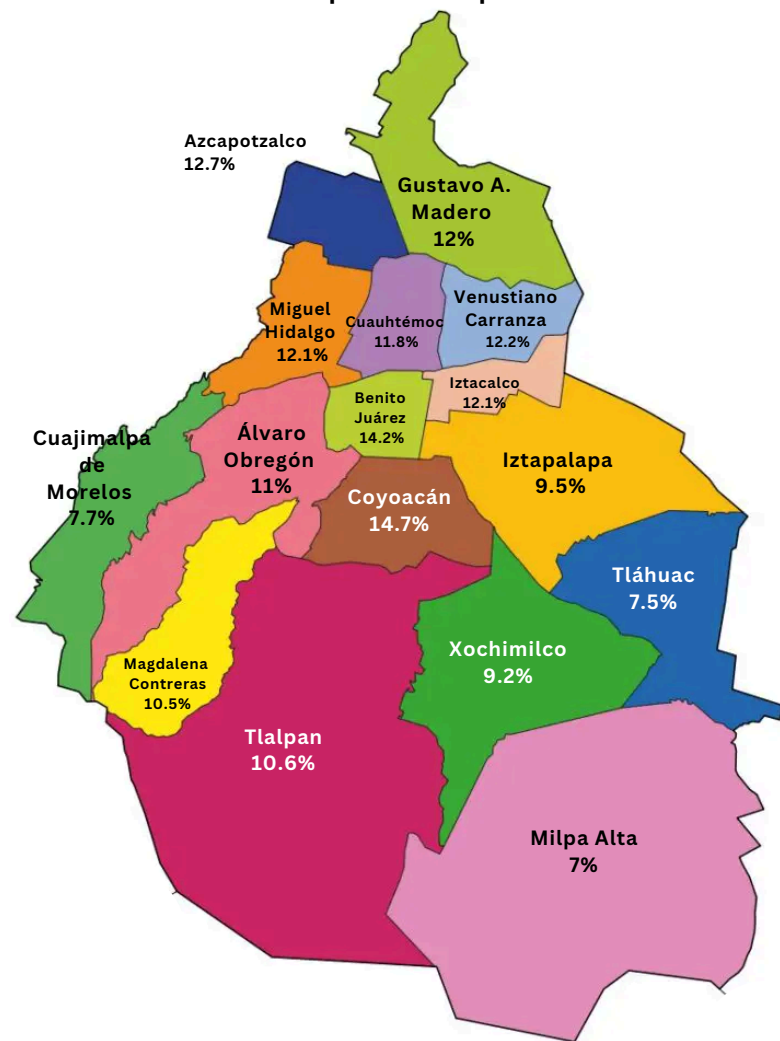 Azcapotzalco
12.7%
Gustavo A.
Madero
12%
Miguel
Hidalgo
12.1%
Cuauhtémoc
11.8%
Venustiano
Carranza
12.2%
Iztacalco
12.1%
Benito
Juárez
14.2%
Cuajimalpa
de
Morelos
7.7%
Álvaro
Obregón
11%
Iztapalapa
9.5%
Coyoacán
14.7%
Tláhuac
7.5%
Xochimilco
9.2%
Magdalena
Contreras
10.5%
Tlalpan
10.6%
Milpa Alta
7%